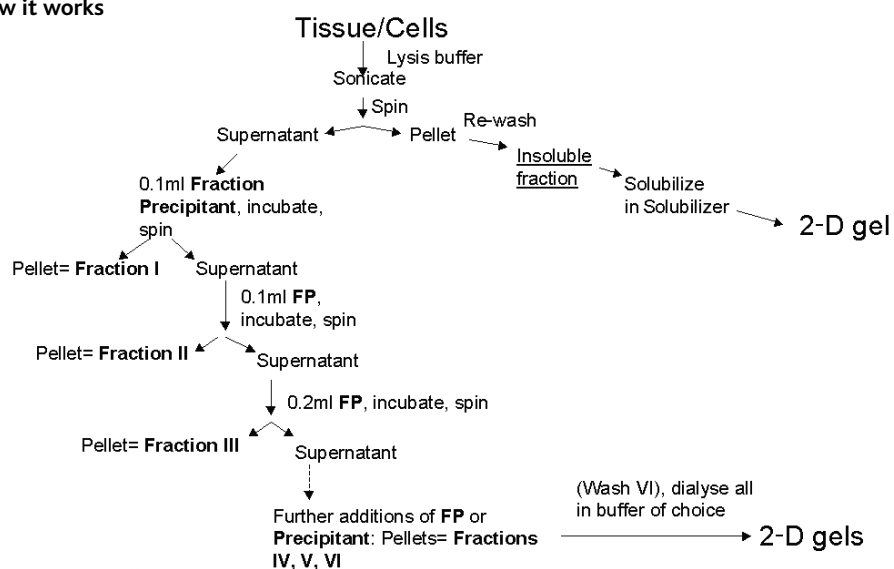 w it works
Tissue/Cells
Lysis buffer
Sonicate
Spin
Supernatant
Pellet
Re-wash
Insoluble
fraction
Solubilize
in Solubilizer
2-D gel
0.1ml Fraction
Precipitant, incubate,
spin
Pellet= Fraction I
Supernatant
0.1ml FP,
incubate, spin
Pellet= Fraction II
Supernatant
0.2ml FP, incubate, spin
Pellet= Fraction III
Supernatant
Further additions of FP or
Precipitant: Pellets= Fractions
IV, V, VI
(Wash VI), dialyse all
in buffer of choice
2-D gels